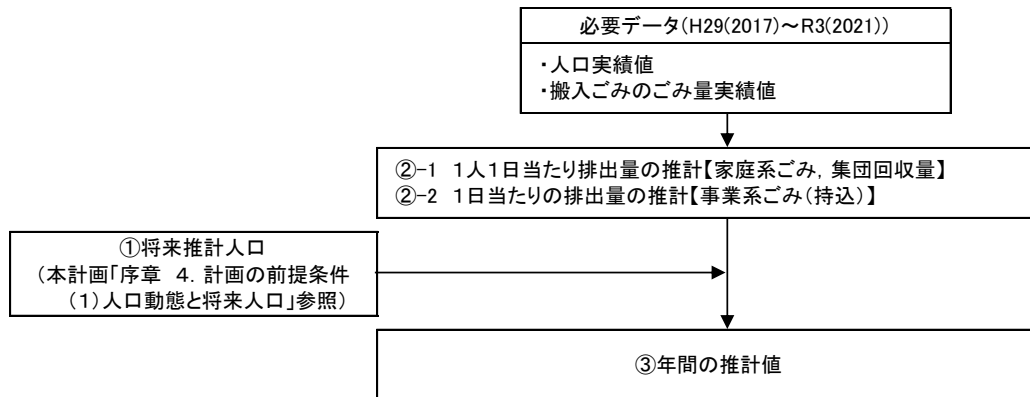 必要データ(H29(2017)～R3(2021))
・人口実績値
・搬入ごみのごみ量実績値
②-1 1人1日当たり排出量の推計【家庭系ごみ，集団回収量】
②-2 1日当たりの排出量の推計【事業系ごみ(持込)】
①将来推計人口
(本計画「序章 4．計画の前提条件
(1)人口動態と将来人口」参照)
③年間の推計値